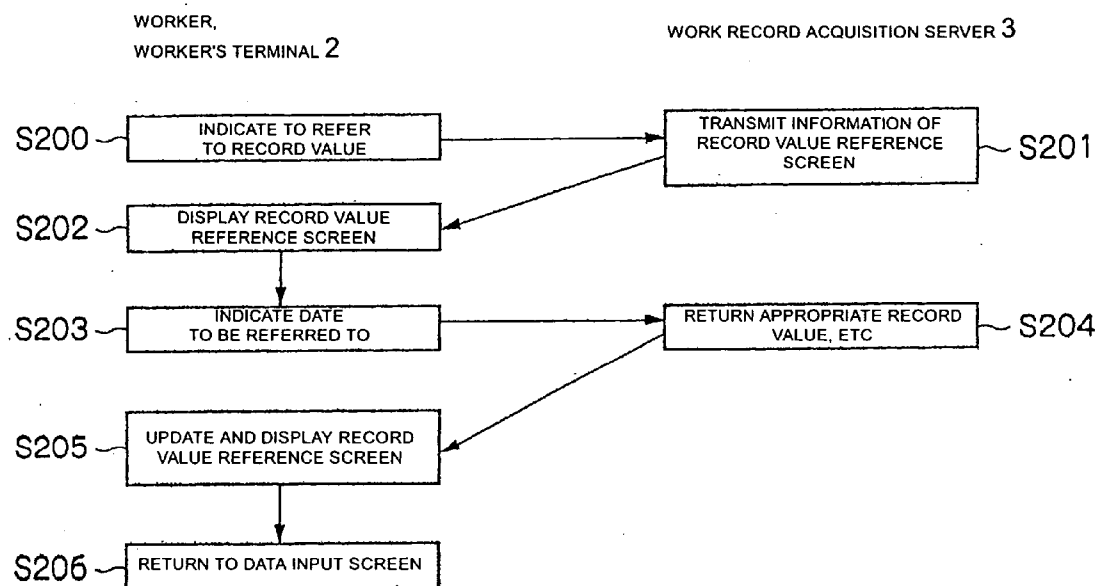 WORKER,
WORKER'S TERMINAL 2
WORK RECORD ACQUISITION SERVER 3
S200
INDICATE TO REFER
TO RECORD VALUE
TRANSMIT INFORMATION OF
RECORD VALUE REFERENCE
SCREEN
S201
S202
DISPLAY RECORD VALUE
REFERENCE SCREEN
S203
INDICATE DATE
TO BE REFERRED TO
RETURN APPROPRIATE RECORD
VALUE, ETC
S204
S205
UPDATE AND DISPLAY RECORD
VALUE REFERENCE SCREEN
S206
RETURN TO DATA INPUT SCREEN